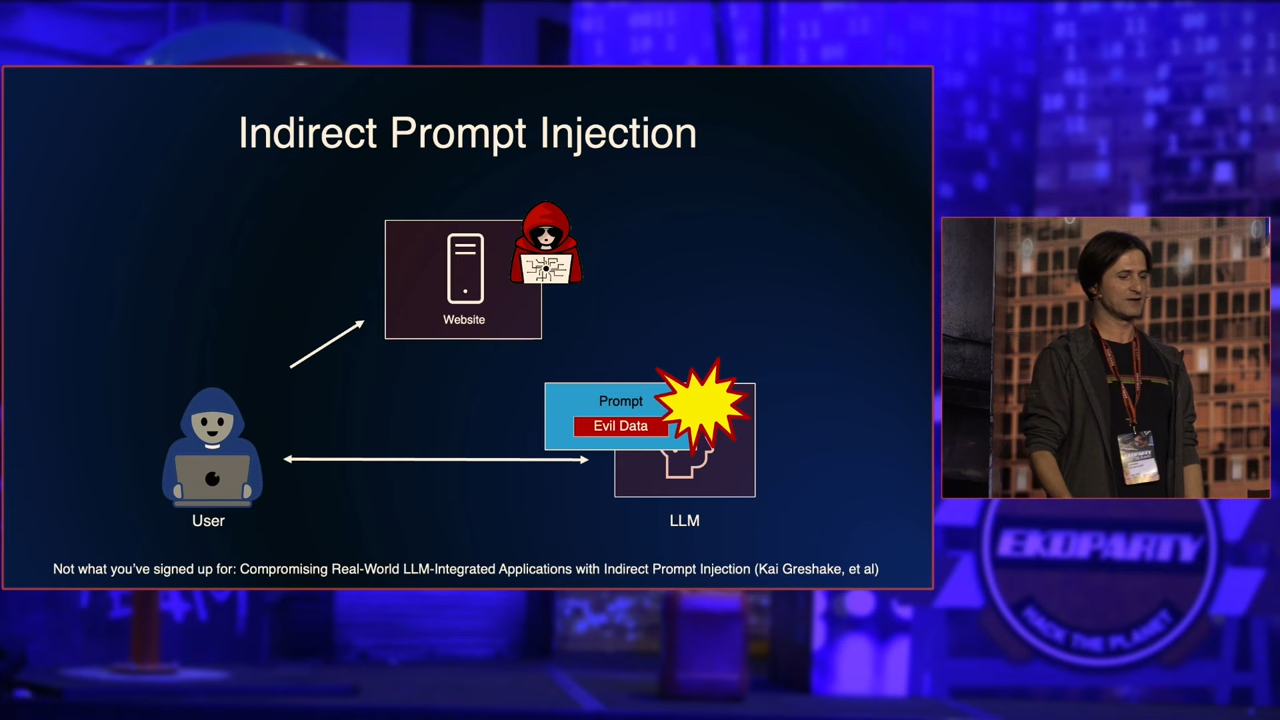 Indirect Prompt Injection
Website
Prompt
Evil Data
User
LLM
Not what you’ve signed up for: Compromising Real-World LLM-Integrated Applications with Indirect Prompt Injection (Kai Greshake, et al)
EKOPARTY
EKOPARTY
HACK THE PLANET